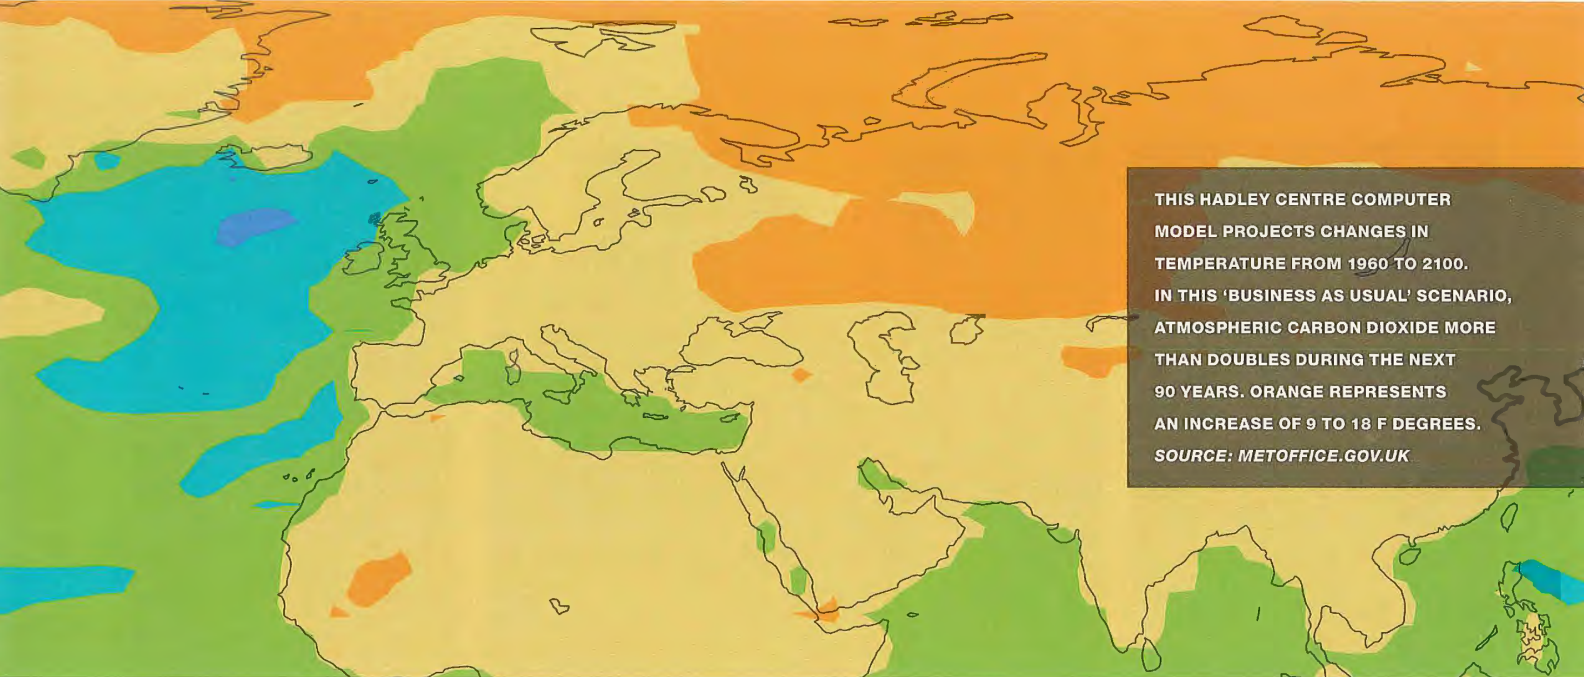 THIS HADLEY CENTRE COMPUTER
MODEL PROJECTS CHANGES IN
TEMPERATURE FROM 1960 TO 2100.
IN THIS ‘BUSINESS AS USUAL’ SCENARIO,
ATMOSPHERIC CARBON DIOXIDE MORE
THAN DOUBLES DURING THE NEXT
90 YEARS. ORANGE REPRESENTS
AN INCREASE OF 9 TO 18 F DEGREES.
SOURCE: METOFFICE.GOV.UK